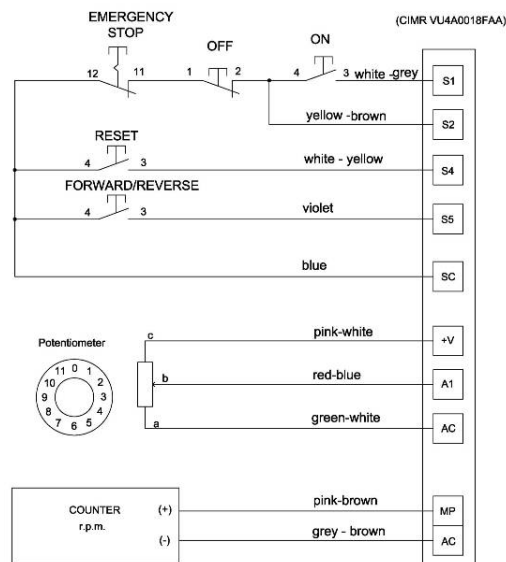 EMERGENCY
STOP
(CIMR VU4A0018FAA)
OFF
ON
12 11 1 2 4 3 white -grey S1
yellow -brown S2
RESET
4 3 white - yellow S4
FORWARD/REVERSE
4 3 violet S5
blue SC
c pink-white +V
Potentiometer
b red-blue A1
0 1 2 3 4 5 6 7 8 9 10 11
a green-white AC
COUNTER
r.p.m.
(+) pink-brown MP
(-) grey - brown AC